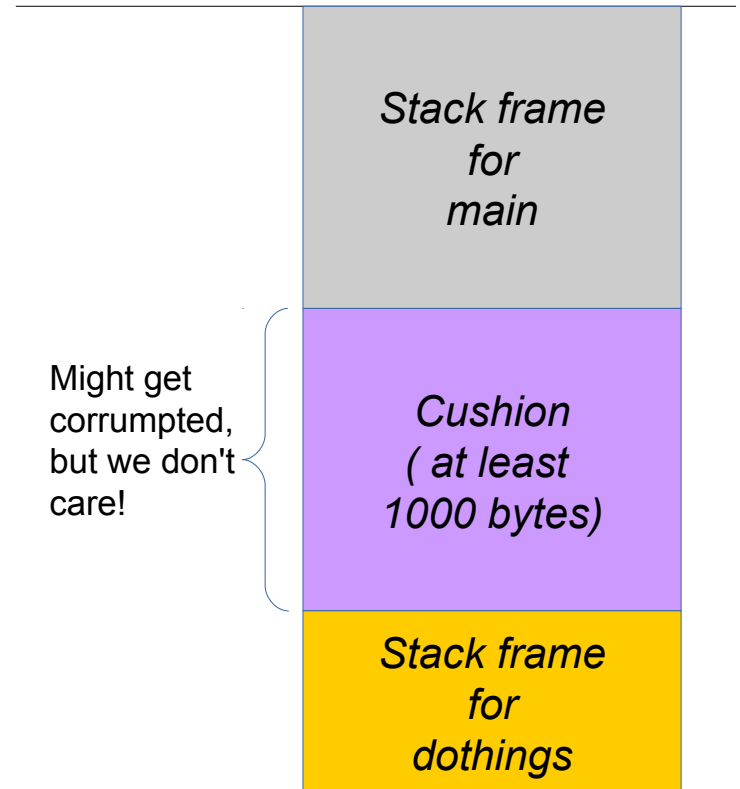 Stack frame
for
main
Might get
corrumpted,
but we don't
care!
Cushion
( at least
1000 bytes)
Stack frame
for
dothings